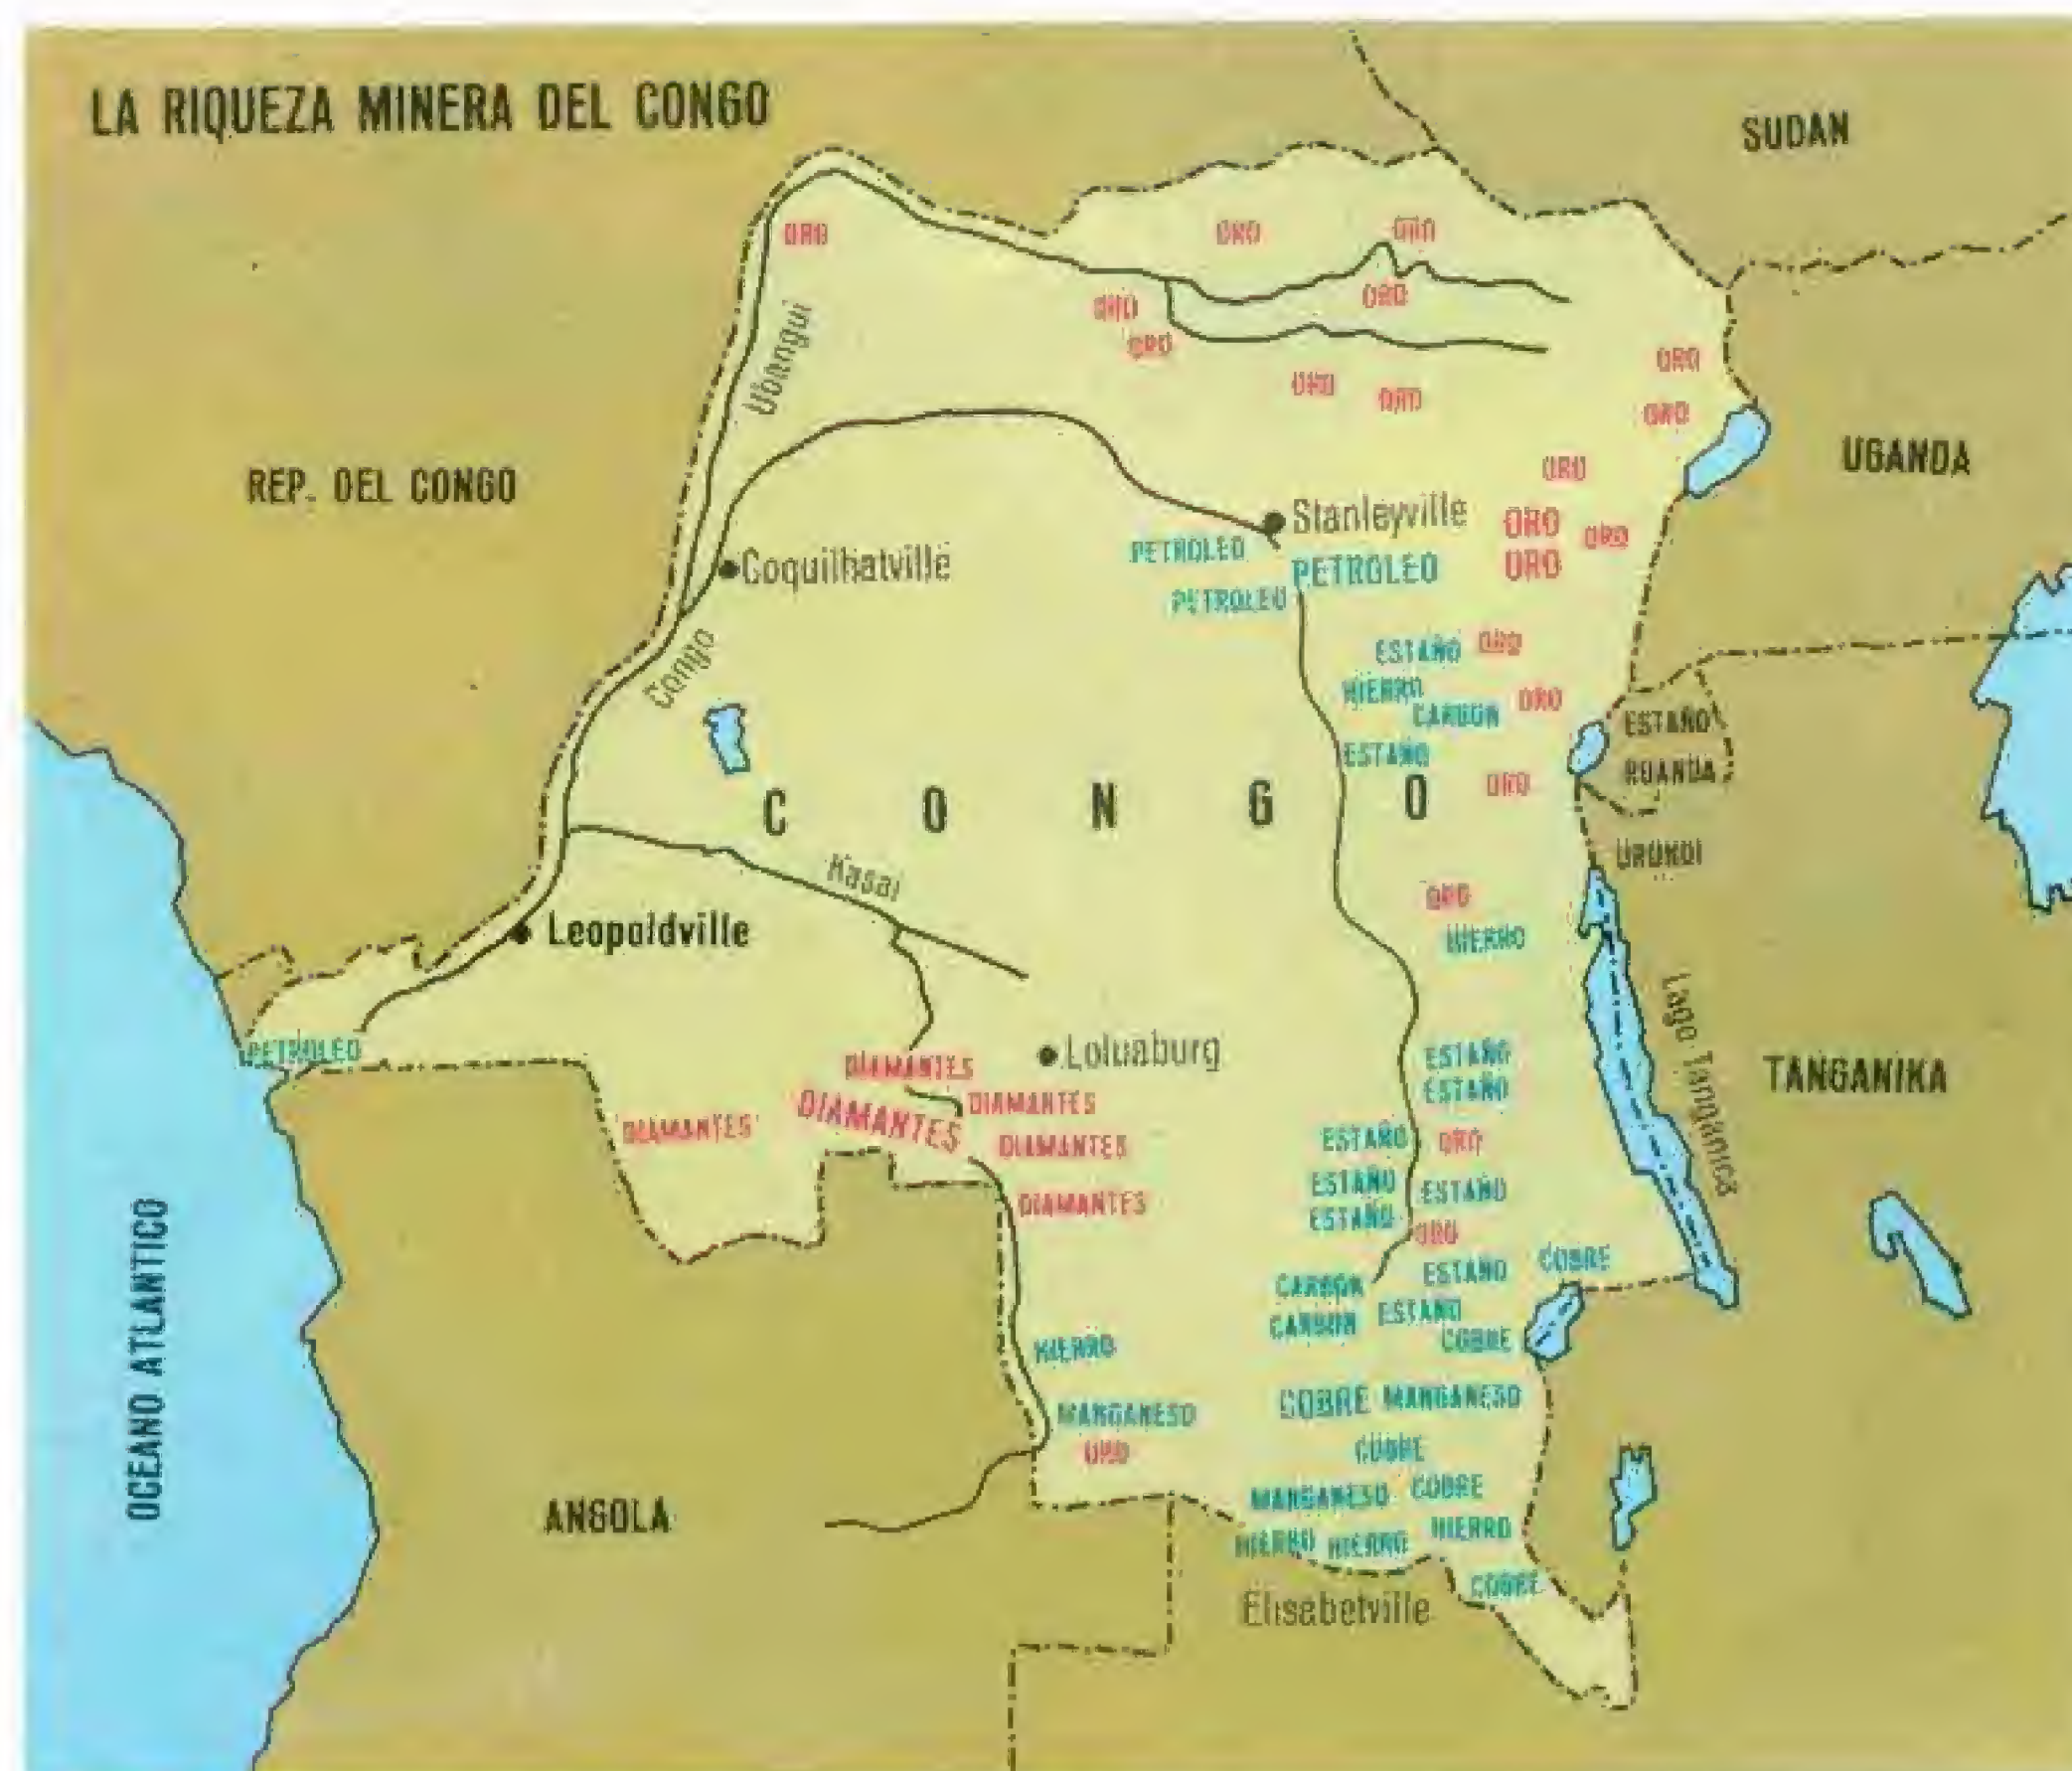 LA RIQUEZA MINERA DEL CONGO
SUDAN
ORO
ORO
ORO
ORO
ORO
ORO
Ubangui
ORO
ORO
ORO
ORO
UGANDA
REP. DEL CONGO
ORO
Stanleyville
ORO
ORO
PETROLEO
Coquilhatville
PETROLEO
ORO
PETROLEO
ESTAÑO
ORO
Congo
HIERRO
ORO
CARBON
ESTAÑO
ESTAÑO
RUANDA
ORO
CONGO
URUNDI
Kasai
ORO
Leopoldville
HIERRO
Lago Tanganica
PETROLEO
Loluaburg
ESTAÑO
DIAMANTES
TANGANIKA
ESTAÑO
DIAMANTES
DIAMANTES
DIAMANTES
DIAMANTES
ESTAÑO
ORO
ESTAÑO
ESTAÑO
DIAMANTES
ESTAÑO
ORO
OCEANO ATLANTICO
COBRE
ESTAÑO
CARBON
ESTAÑO
CARBON
COBRE
HIERRO
COBRE
MANGANESO
MANGANESO
ORO
COBRE
MANGANESO
COBRE
ANGOLA
HIERRO
HIERRO
HIERRO
COBRE
Elisabetville